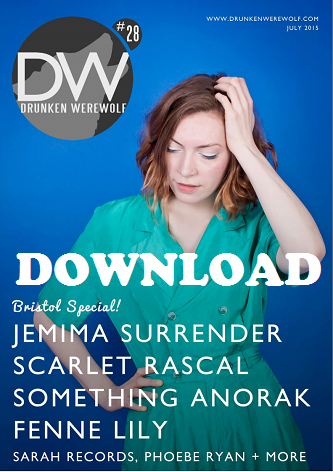 #28
DW
DRUNKEN WEREWOLF
WWW.DRUNKENWEREWOLF.COM
JULY 2015
DOWNLOAD
Bristol Special!
JEMIMA SURRENDER
SCARLET RASCAL
SOMETHING ANORAK
FENNE LILY
SARAH RECORDS, PHOEBE RYAN + MORE